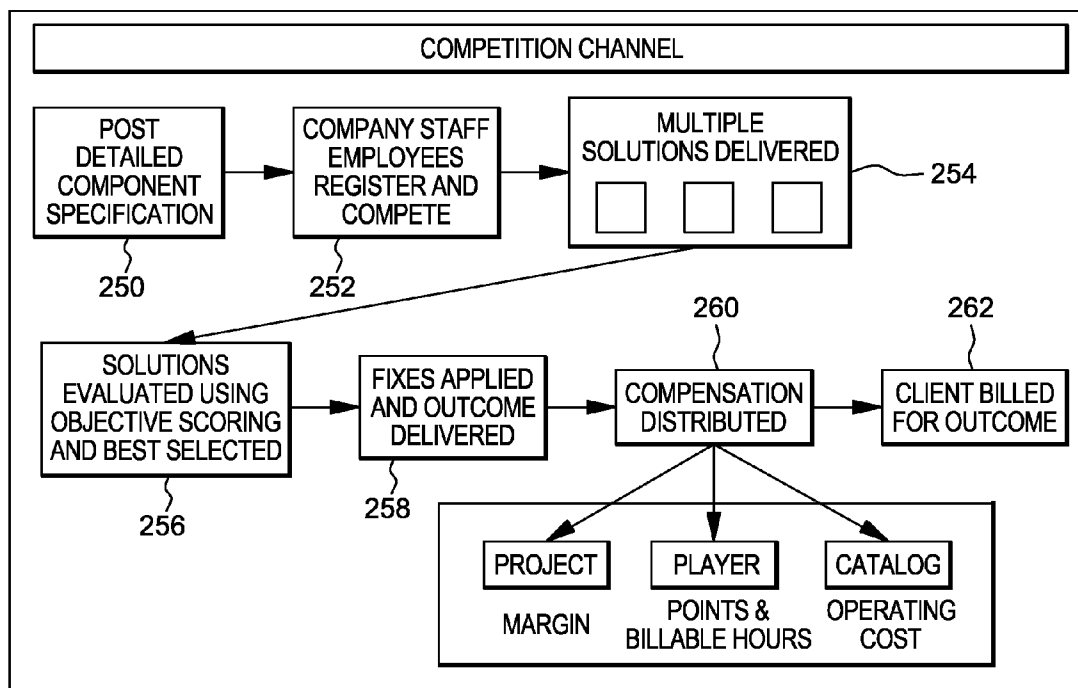 COMPETITION CHANNEL
POST
DETAILED
COMPONENT
SPECIFICATION
250
COMPANY STAFF
EMPLOYEES
REGISTER AND
COMPETE
252
MULTIPLE
SOLUTIONS DELIVERED
254
SOLUTIONS
EVALUATED USING
OBJECTIVE SCORING
AND BEST SELECTED
256
FIXES APPLIED
AND OUTCOME
DELIVERED
258
260
COMPENSATION
DISTRIBUTED
262
CLIENT BILLED
FOR OUTCOME
PROJECT
MARGIN
PLAYER
POINTS &
BILLABLE HOURS
CATALOG
OPERATING
COST